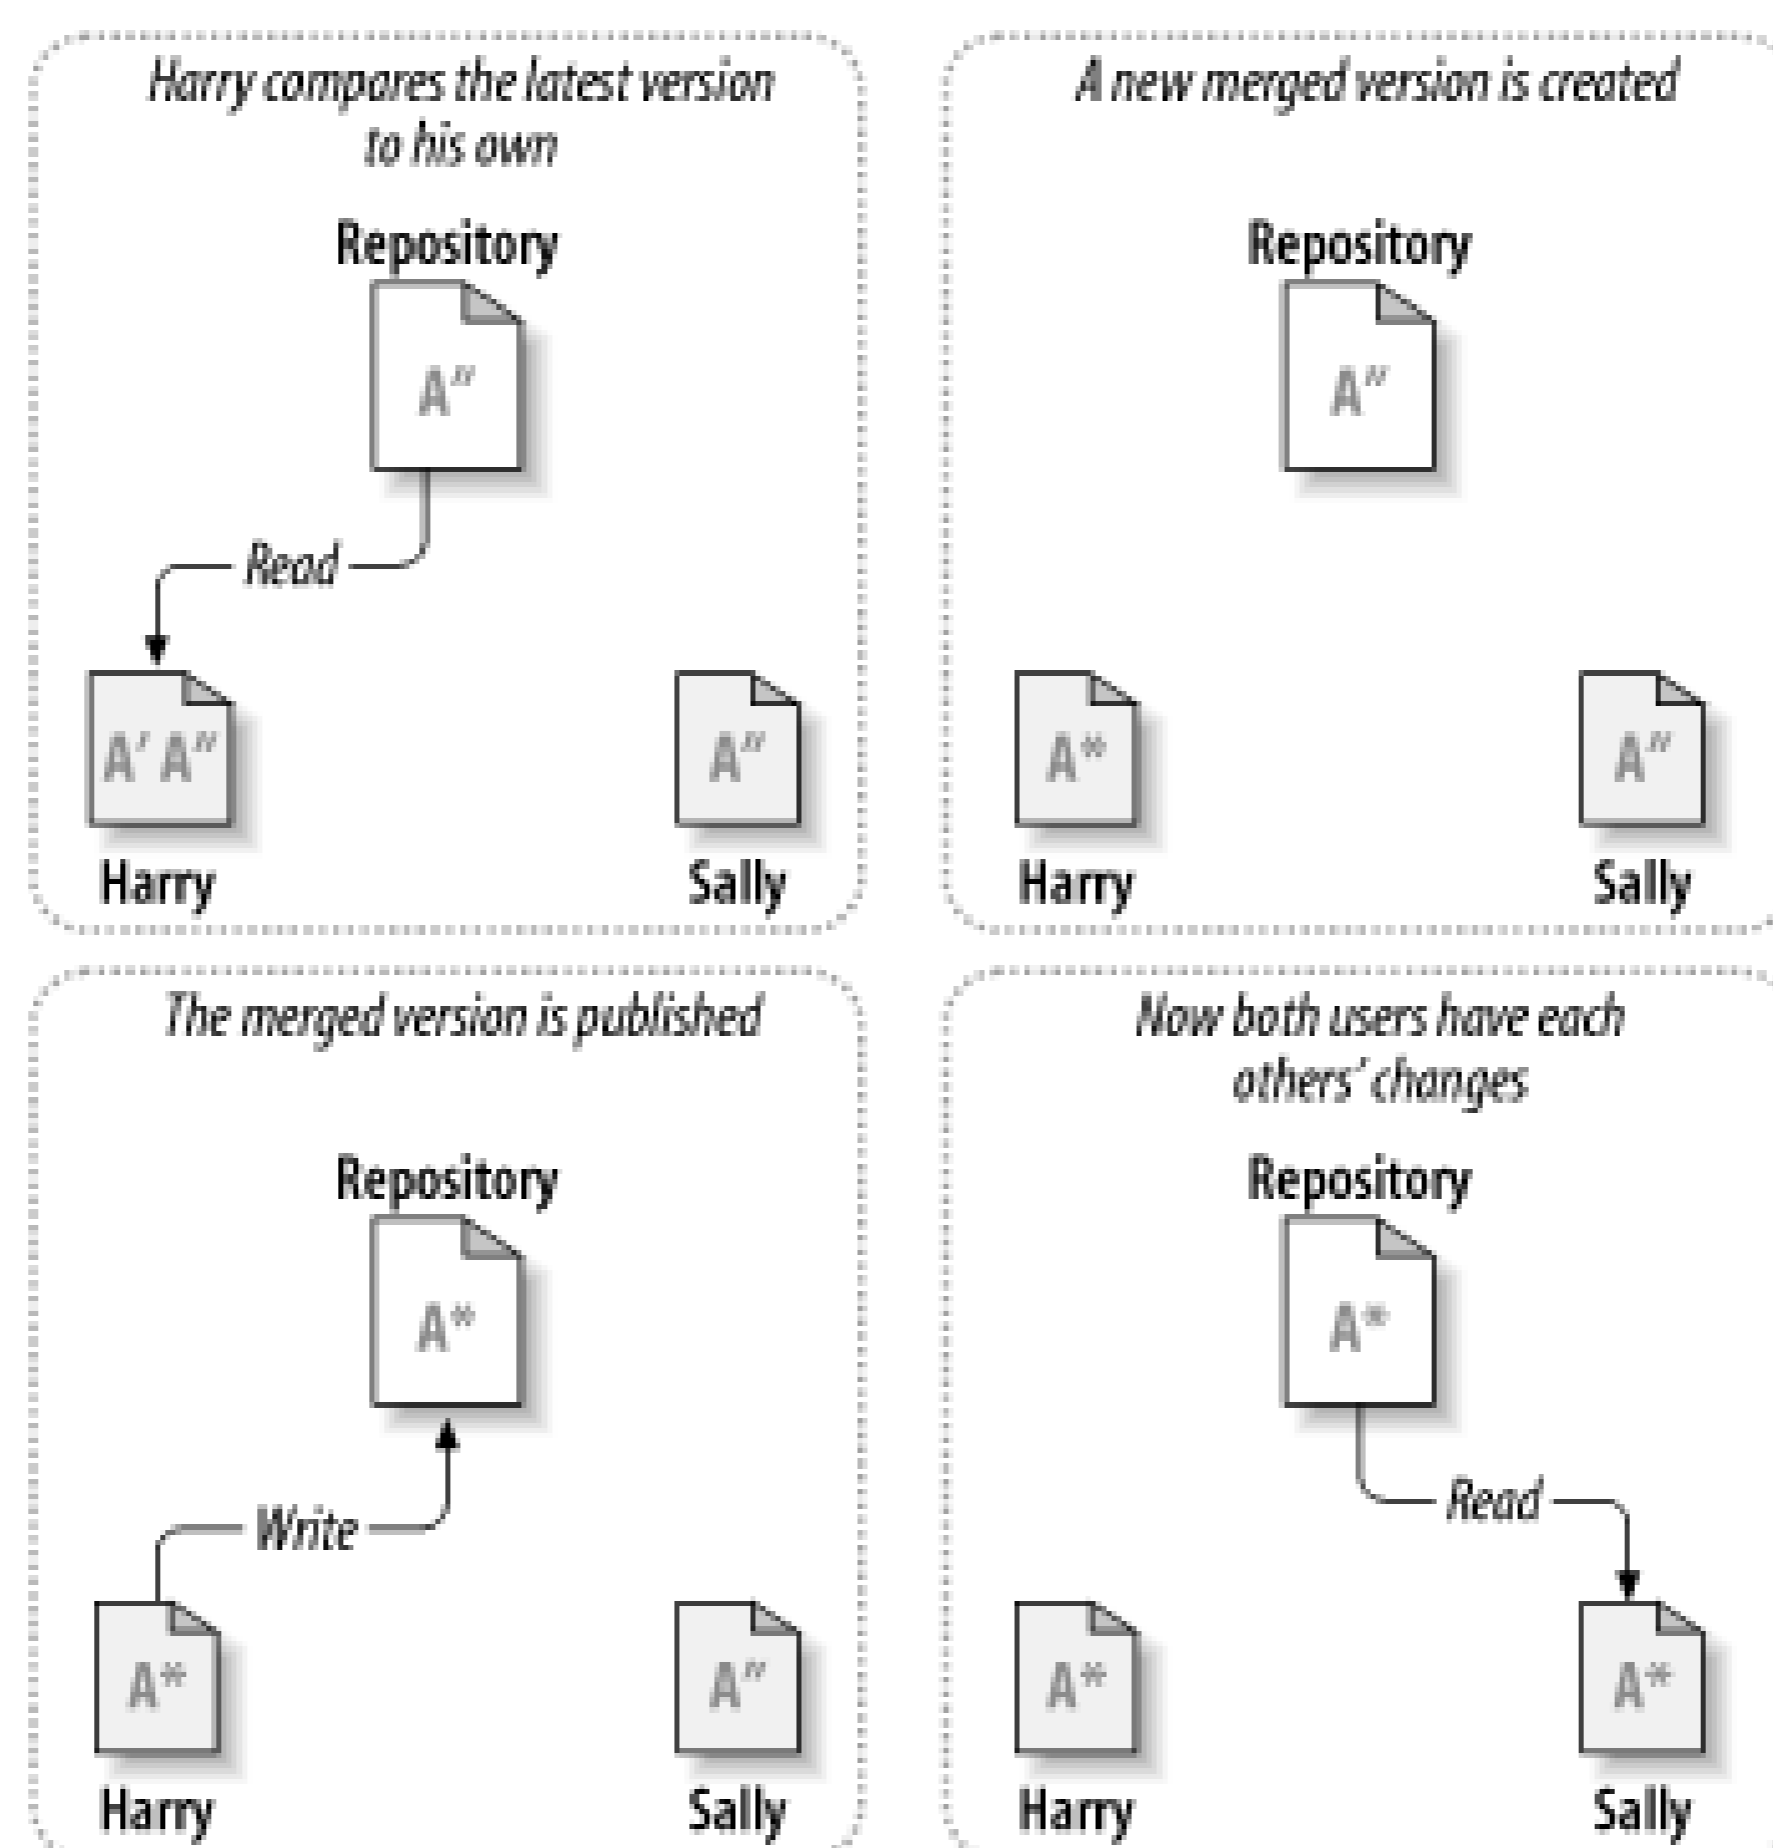 Harry compares the latest version
to his own
Repository
A″
Read
A′ A″
A″
Harry
Sally
A new merged version is created
Repository
A″
A*
A″
Harry
Sally
The merged version is published
Repository
A*
Write
A*
A″
Harry
Sally
Now both users have each
others’ changes
Repository
A*
Read
A*
A*
Harry
Sally